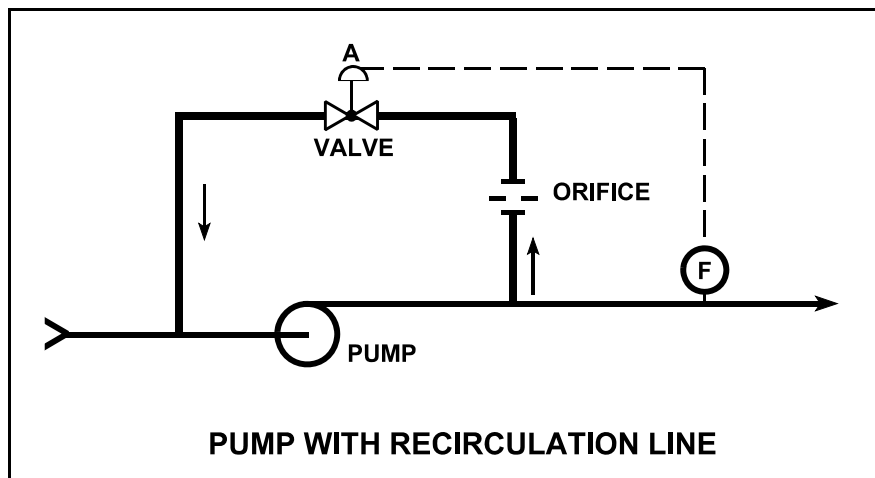 A
VALVE
ORIFICE
F
PUMP
PUMP WITH RECIRCULATION LINE